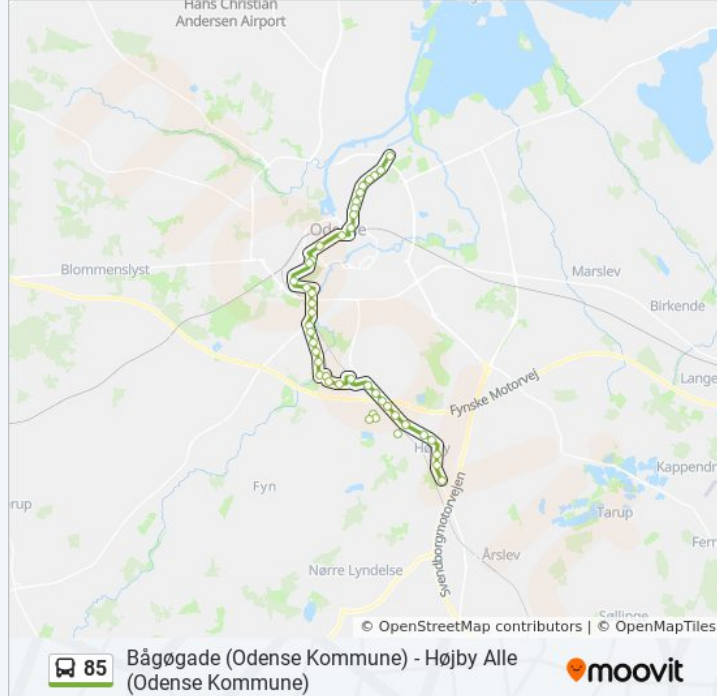 Hans Christian
Andersen Airport
Odense
Blommenslyst
Marslev
Birkende
Lange
Fynske Motorvej
Højby
Kappendr
Fyn
rup
Tarup
Svendborgmotorvejen
Ferr
Årslev
Nørre Lyndelse
Søllinge
© OpenStreetMap contributors | © OpenMapTiles
85
Bågøgade (Odense Kommune) - Højby Alle
(Odense Kommune)
moovit